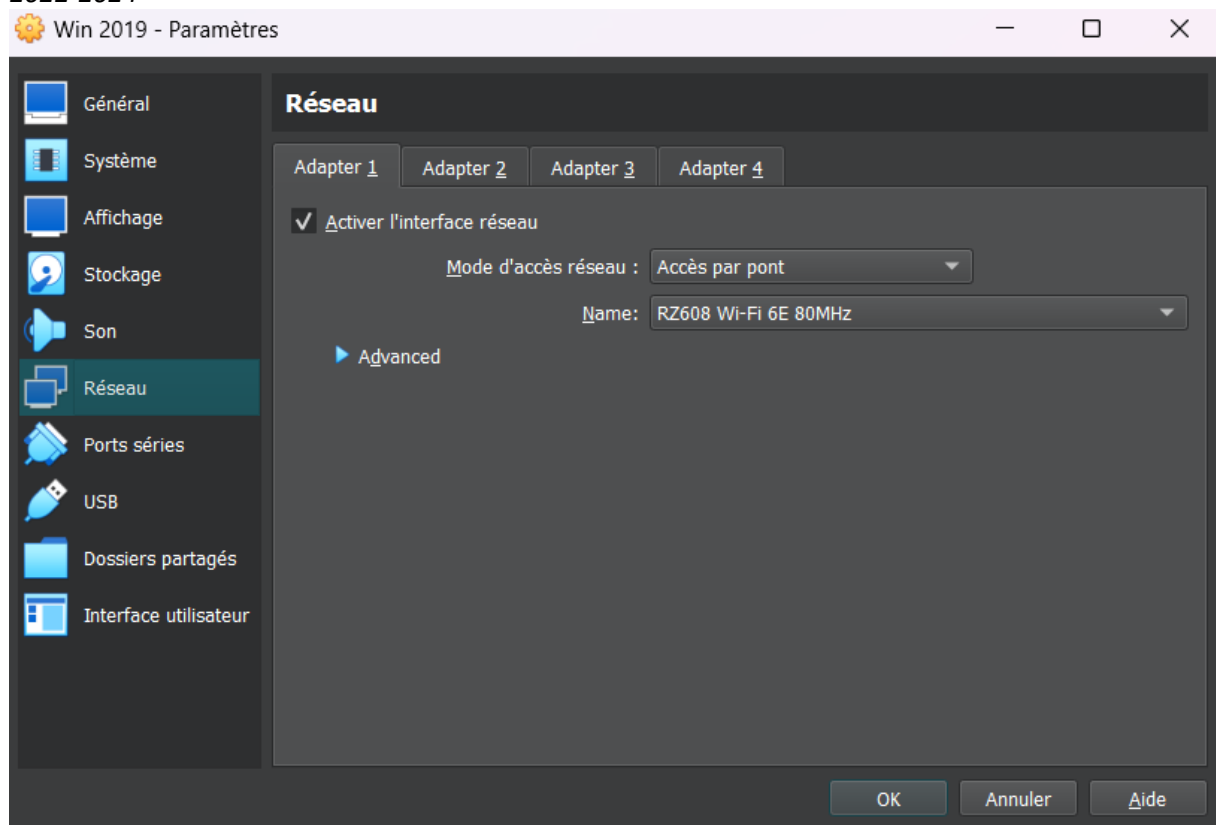 Win 2019 - Paramètres
Général
Système
Affichage
Stockage
Son
Réseau
Ports séries
USB
Dossiers partagés
Interface utilisateur
Réseau
Adapter 1 Adapter 2 Adapter 3 Adapter 4
Activer l'interface réseau
Mode d'accès réseau : Accès par pont
Name: RZ608 Wi-Fi 6E 80MHz
Advanced
OK Annuler Aide